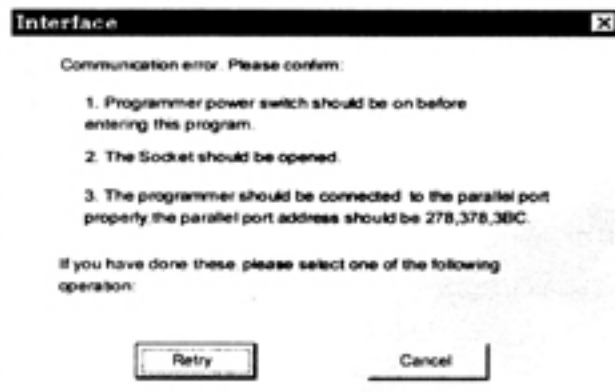 Interface
Communication error. Please confirm:
1. Programmer power switch should be on before
entering this program.
2. The Socket should be opened.
3. The programmer should be connected to the parallel port
properly,the parallel port address should be 278,378,3BC.
If you have done these please select one of the following
operation:
Retry Cancel